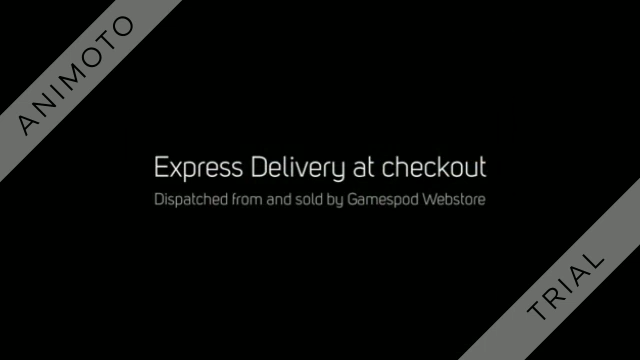 ANIMOTO
Express Delivery at checkout
Dispatched from and sold by Gamespod Webstore
TRIAL